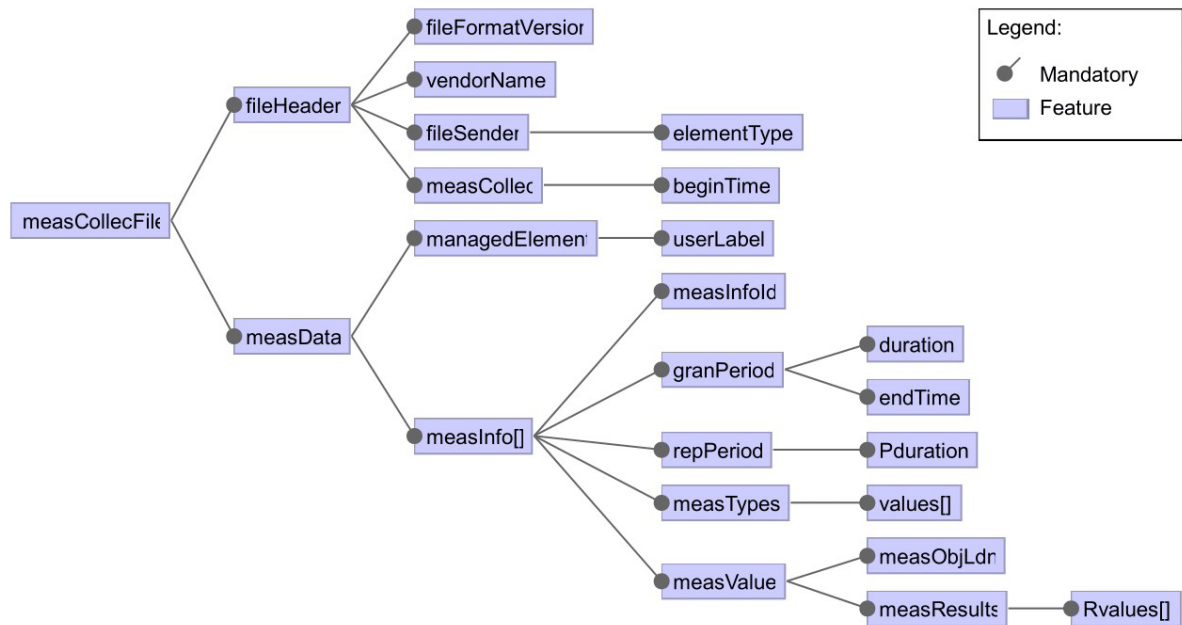 fileFormatVersion
vendorName
fileHeader
fileSender
elementType
measCollec
beginTime
measCollecFile
managedElement
userLabel
measInfoId
measData
duration
granPeriod
endTime
measInfo[]
repPeriod
Pduration
measTypes
values[]
measObjLdn
measValue
measResults
Rvalues[]
Legend:
Mandatory
Feature